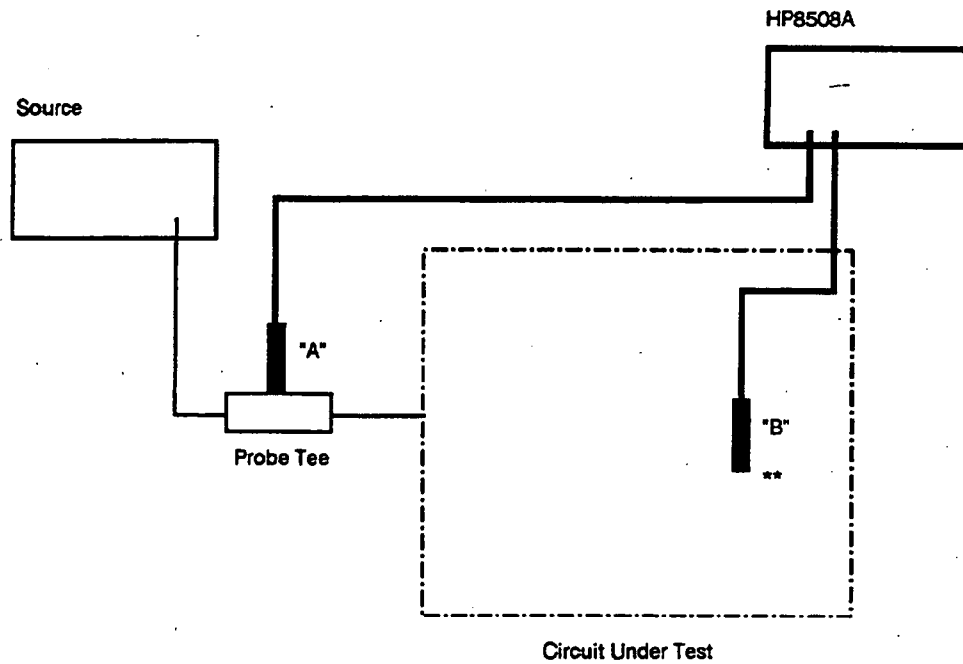 HP8508A
Source
"A"
Probe Tee
"B"
**
Circuit Under Test